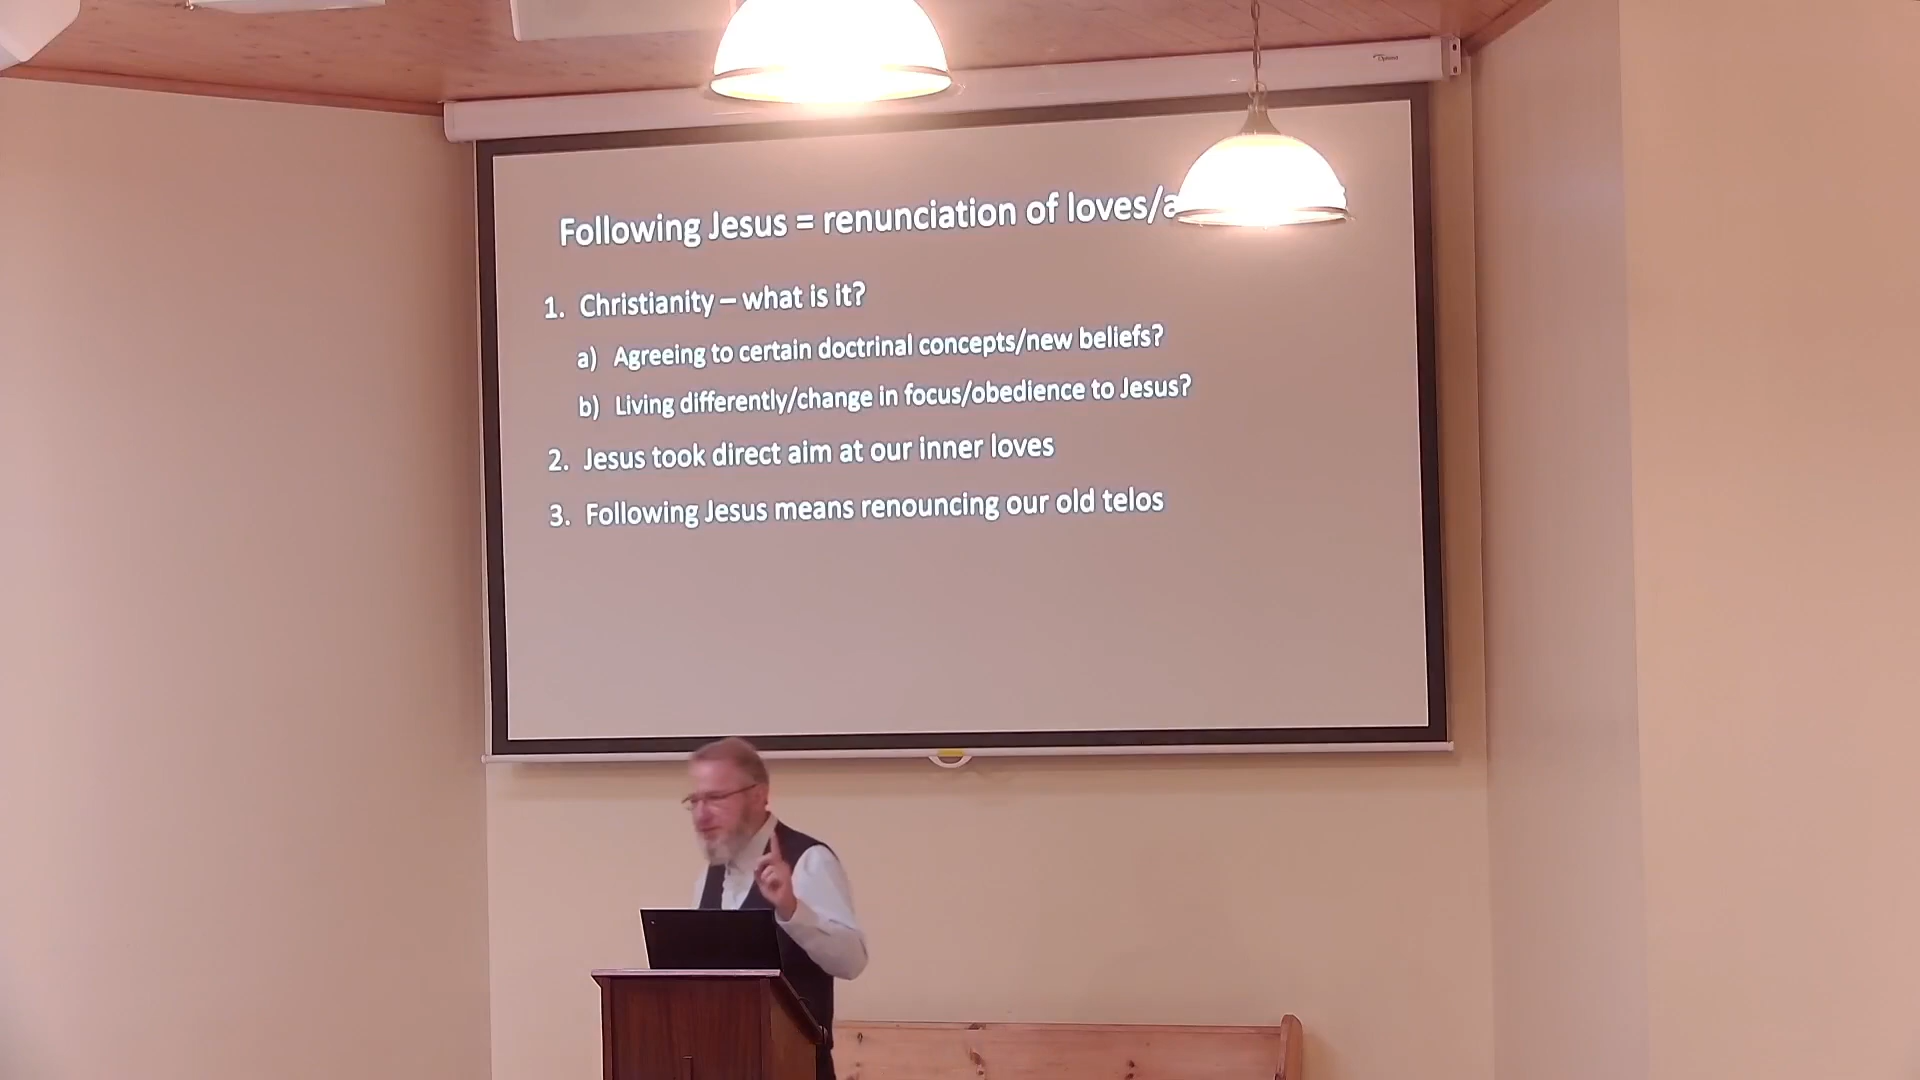 Following Jesus = renunciation of loves/
1. Christianity – what is it?
a) Agreeing to certain doctrinal concepts/new beliefs?
b) Living differently/change in focus/obedience to Jesus?
2. Jesus took direct aim at our inner loves
3. Following Jesus means renouncing our old telos